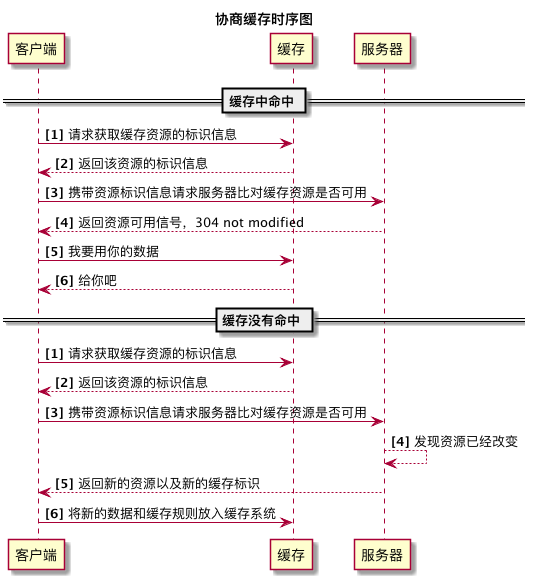 协商缓存时序图
客户端 缓存 服务器
缓存中命中
[1] 请求获取缓存资源的标识信息
[2] 返回该资源的标识信息
[3] 携带资源标识信息请求服务器比对缓存资源是否可用
[4] 返回资源可用信号，304 not modified
[5] 我要用你的数据
[6] 给你吧
缓存没有命中
[1] 请求获取缓存资源的标识信息
[2] 返回该资源的标识信息
[3] 携带资源标识信息请求服务器比对缓存资源是否可用
[4] 发现资源已经改变
[5] 返回新的资源以及新的缓存标识
[6] 将新的数据和缓存规则放入缓存系统
客户端 缓存 服务器